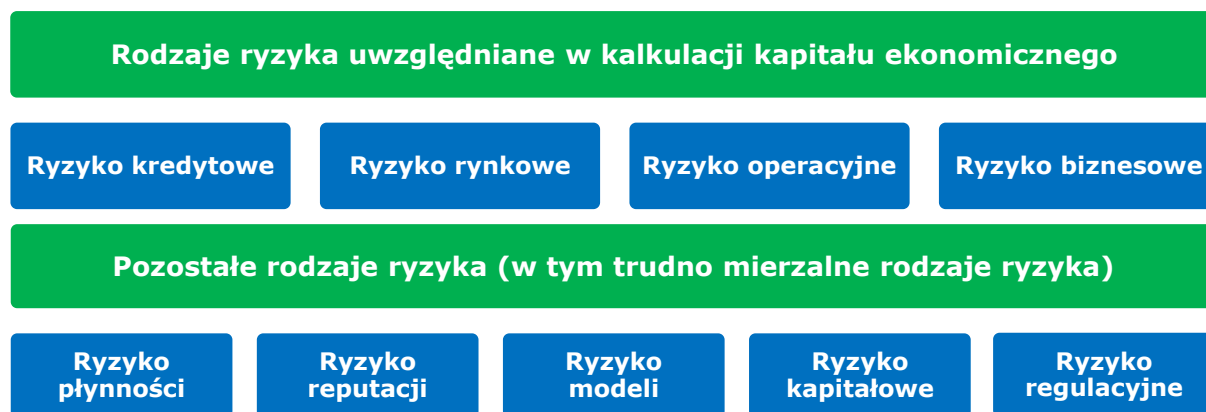 Rodzaje ryzyka uwzględniane w kalkulacji kapitału ekonomicznego
Ryzyko kredytowe
Ryzyko rynkowe
Ryzyko operacyjne
Ryzyko biznesowe
Pozostałe rodzaje ryzyka (w tym trudno mierzalne rodzaje ryzyka)
Ryzyko
płynności
Ryzyko
reputacji
Ryzyko
modeli
Ryzyko
kapitałowe
Ryzyko
regulacyjne